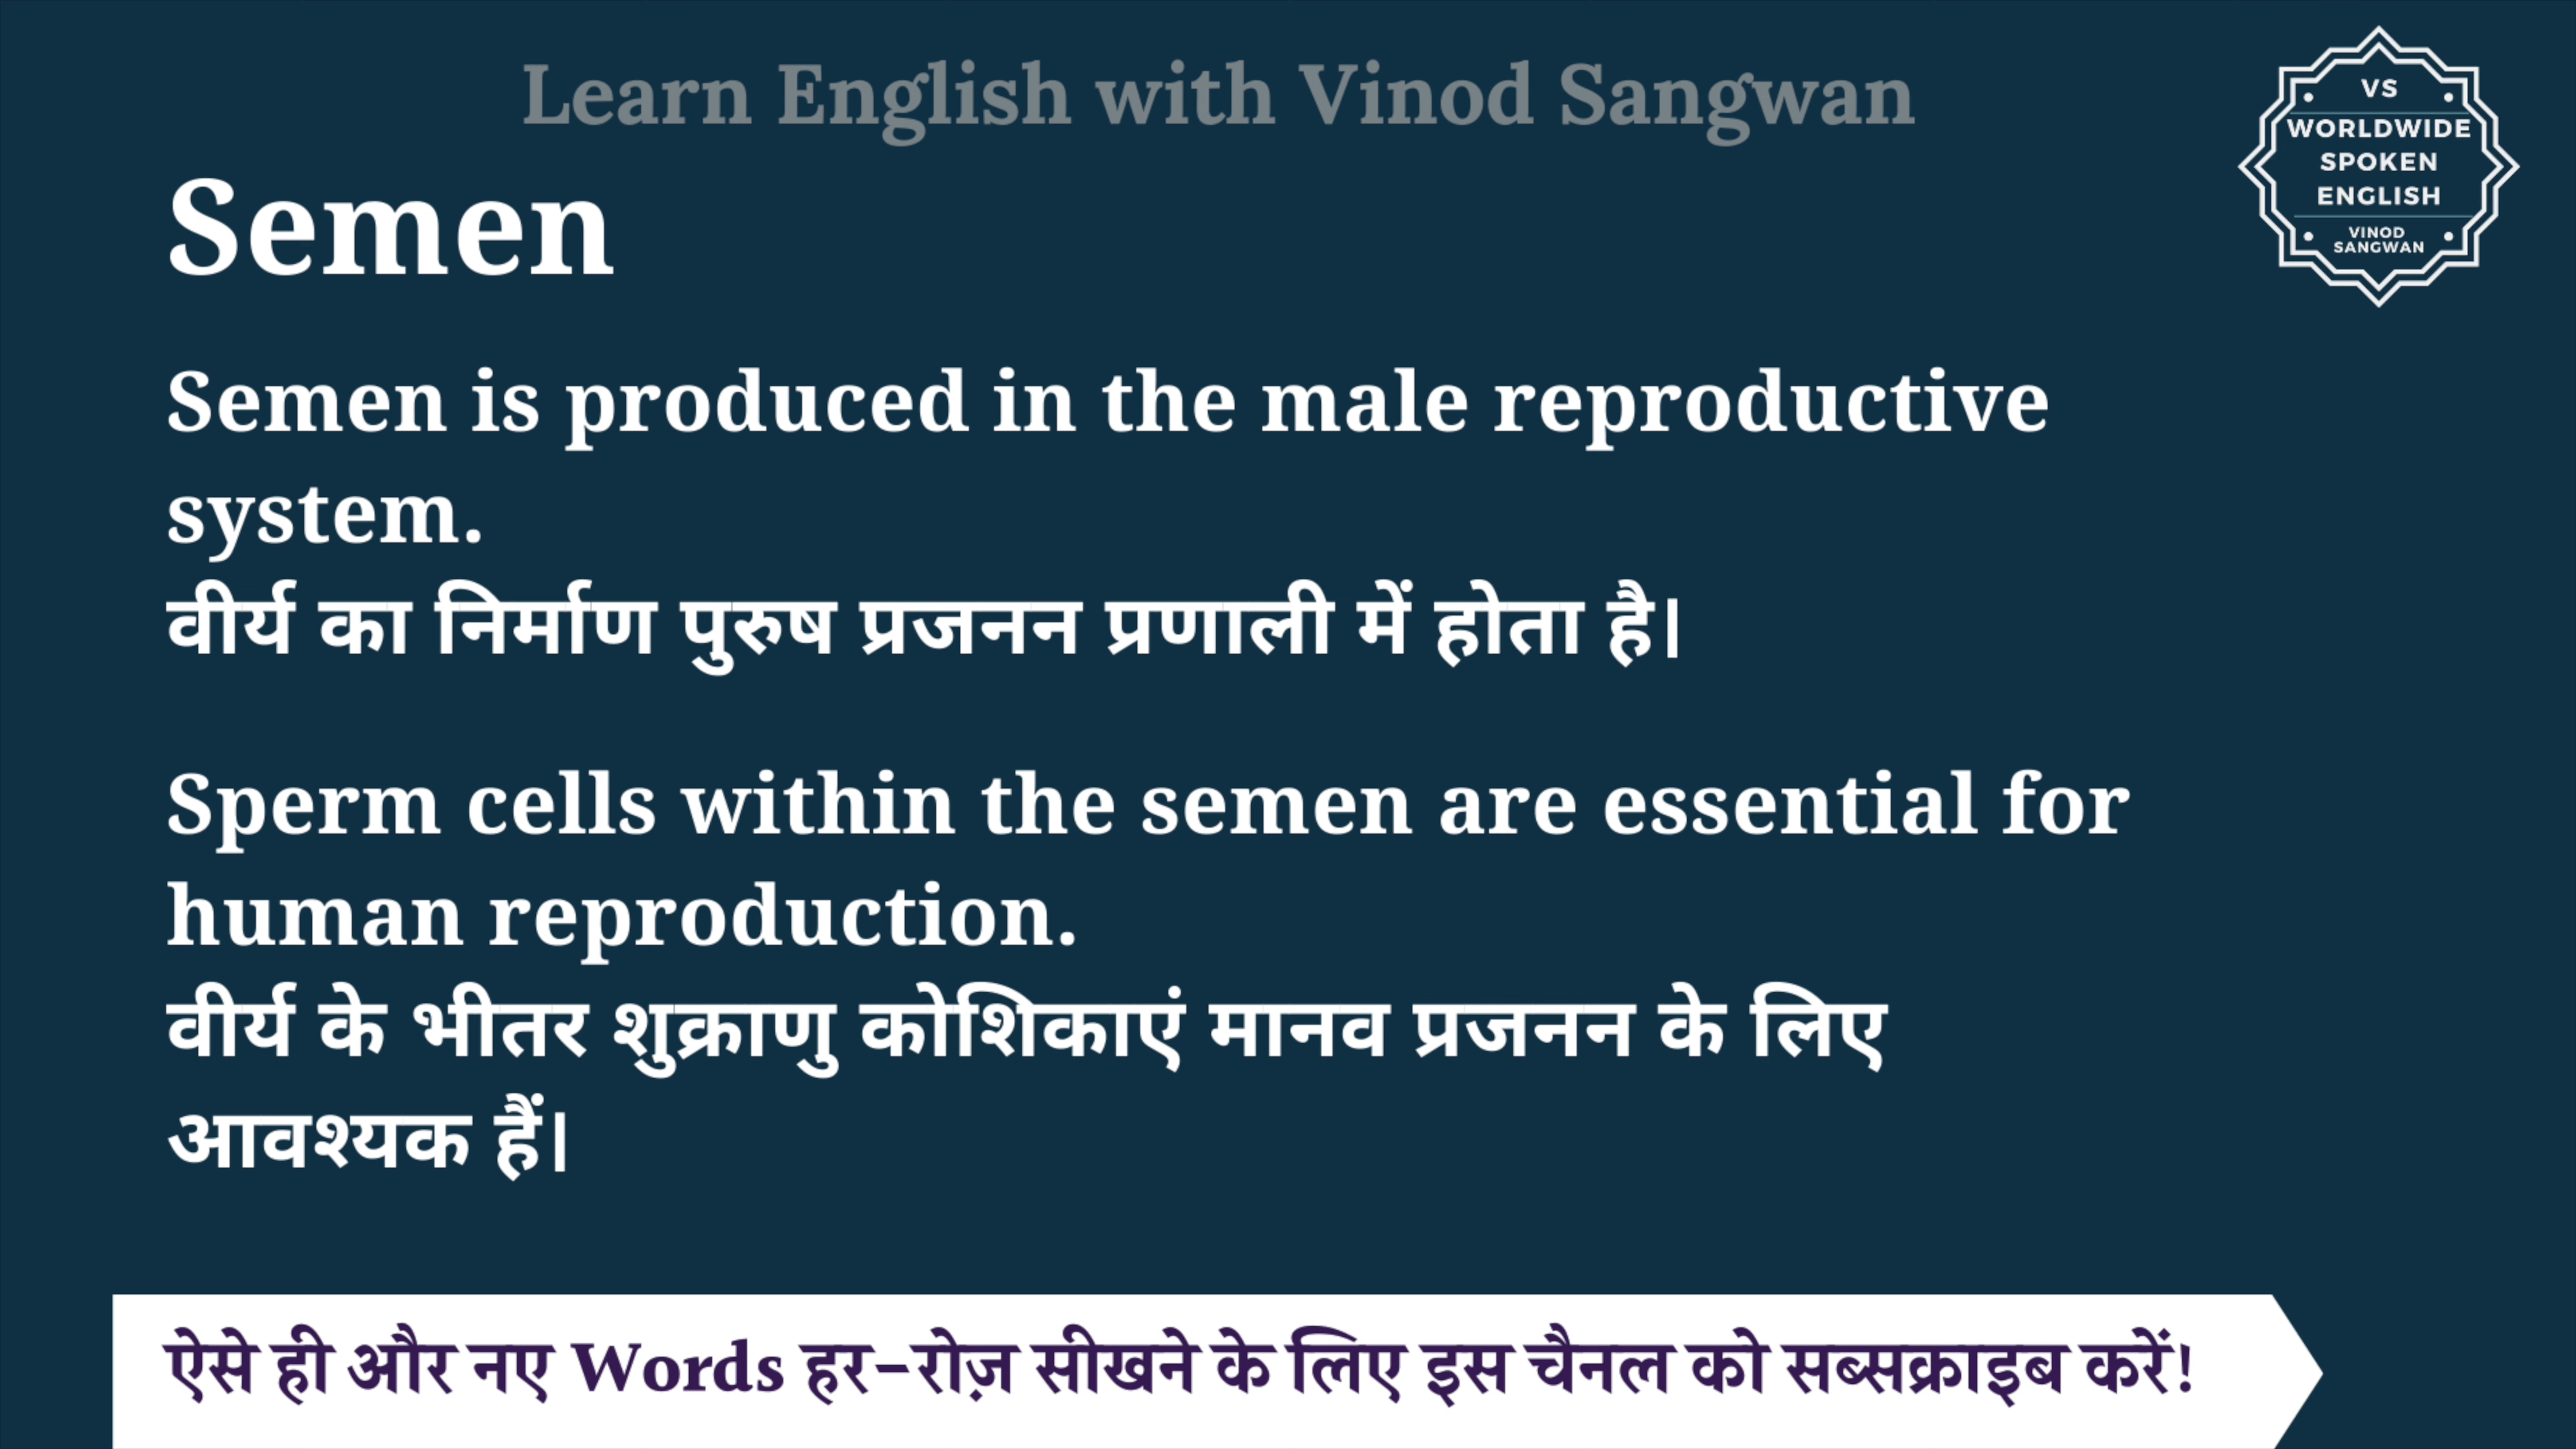 Learn English with Vinod Sangwan
VS
WORLDWIDE
SPOKEN
ENGLISH
VINOD
SANGWAN
Semen
Semen is produced in the male reproductive
system.
वीर्य का निर्माण पुरुष प्रजनन प्रणाली में होता है।
Sperm cells within the semen are essential for
human reproduction.
वीर्य के भीतर शुक्राणु कोशिकाएं मानव प्रजनन के लिए
आवश्यक हैं।
ऐसे ही और नए Words हर-रोज़ सीखने के लिए इस चैनल को सब्सक्राइब करें!